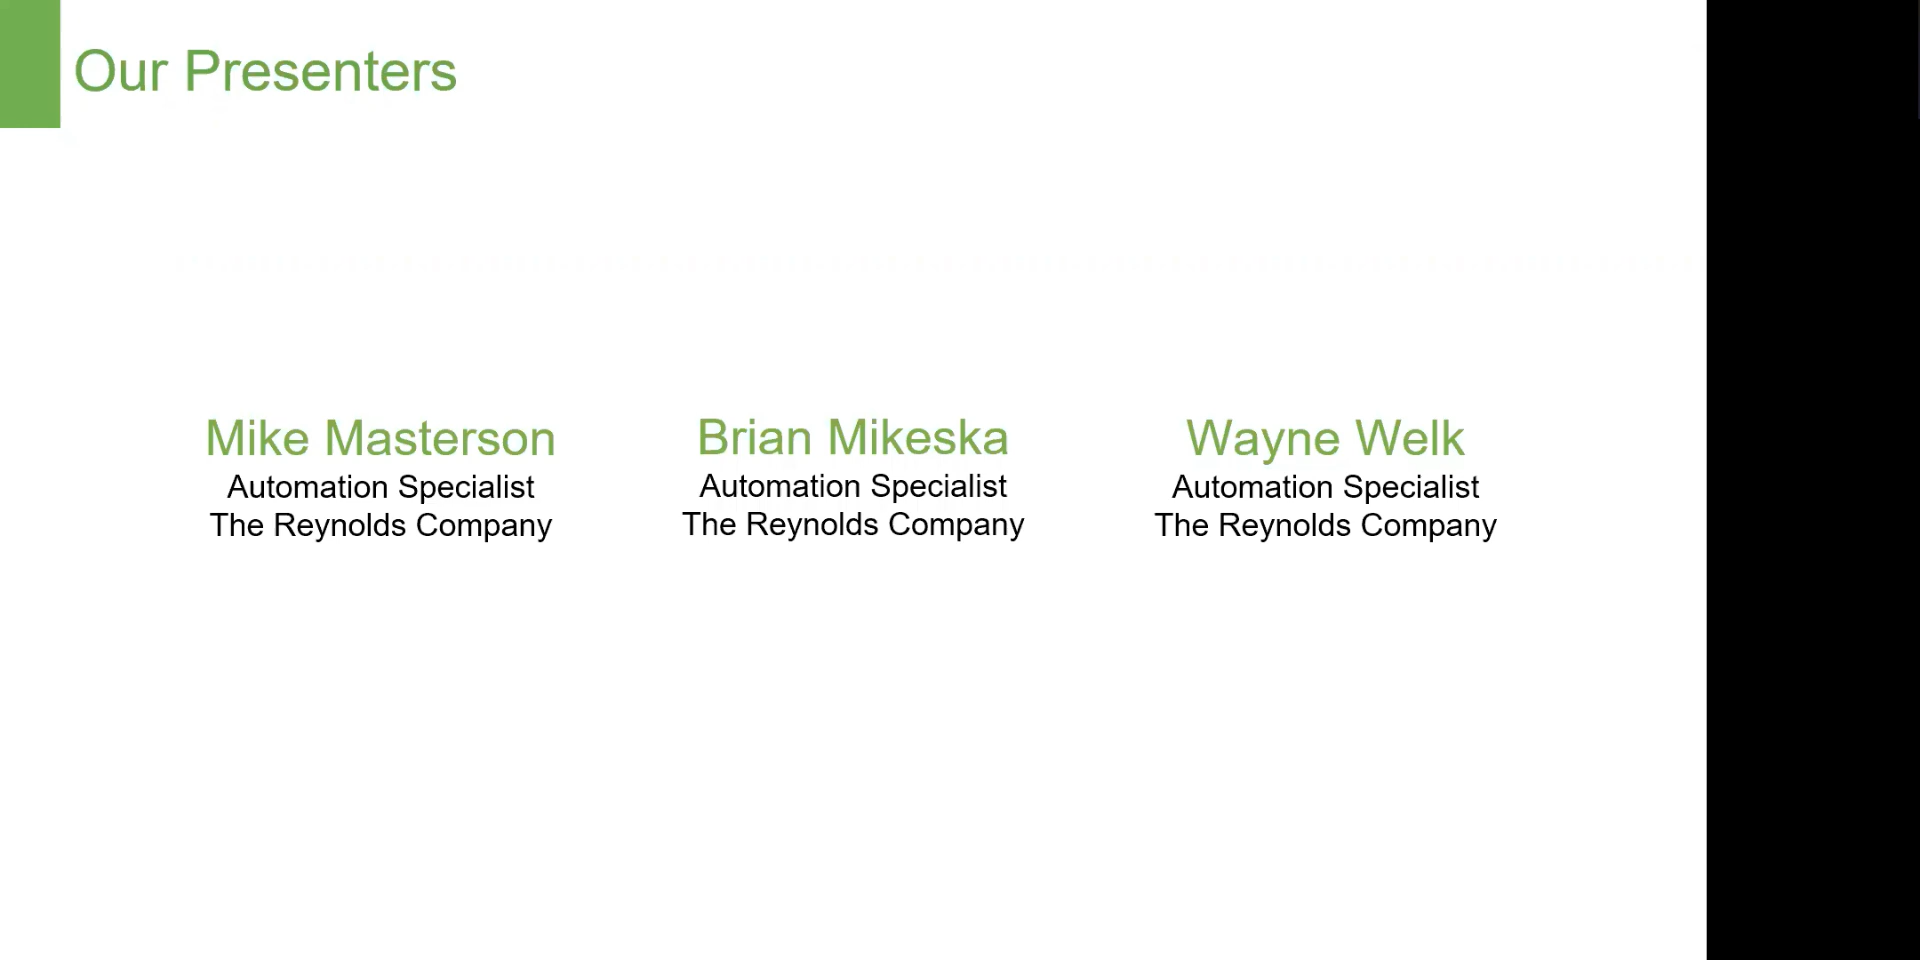 Our Presenters
Mike Masterson
Automation Specialist
The Reynolds Company
Brian Mikeska
Automation Specialist
The Reynolds Company
Wayne Welk
Automation Specialist
The Reynolds Company